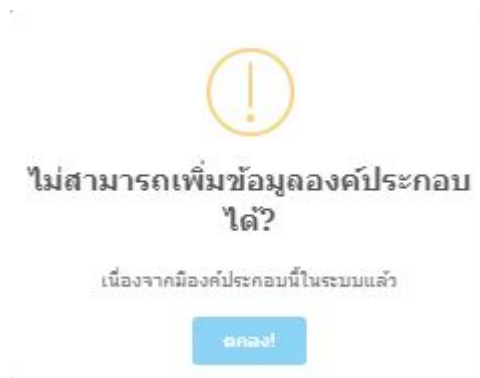 ไม่สามารถเพิ่มข้อมูลองค์ประกอบ
ได้?
เนื่องจากมีองค์ประกอบนี้ในระบบแล้ว
ตกลง!